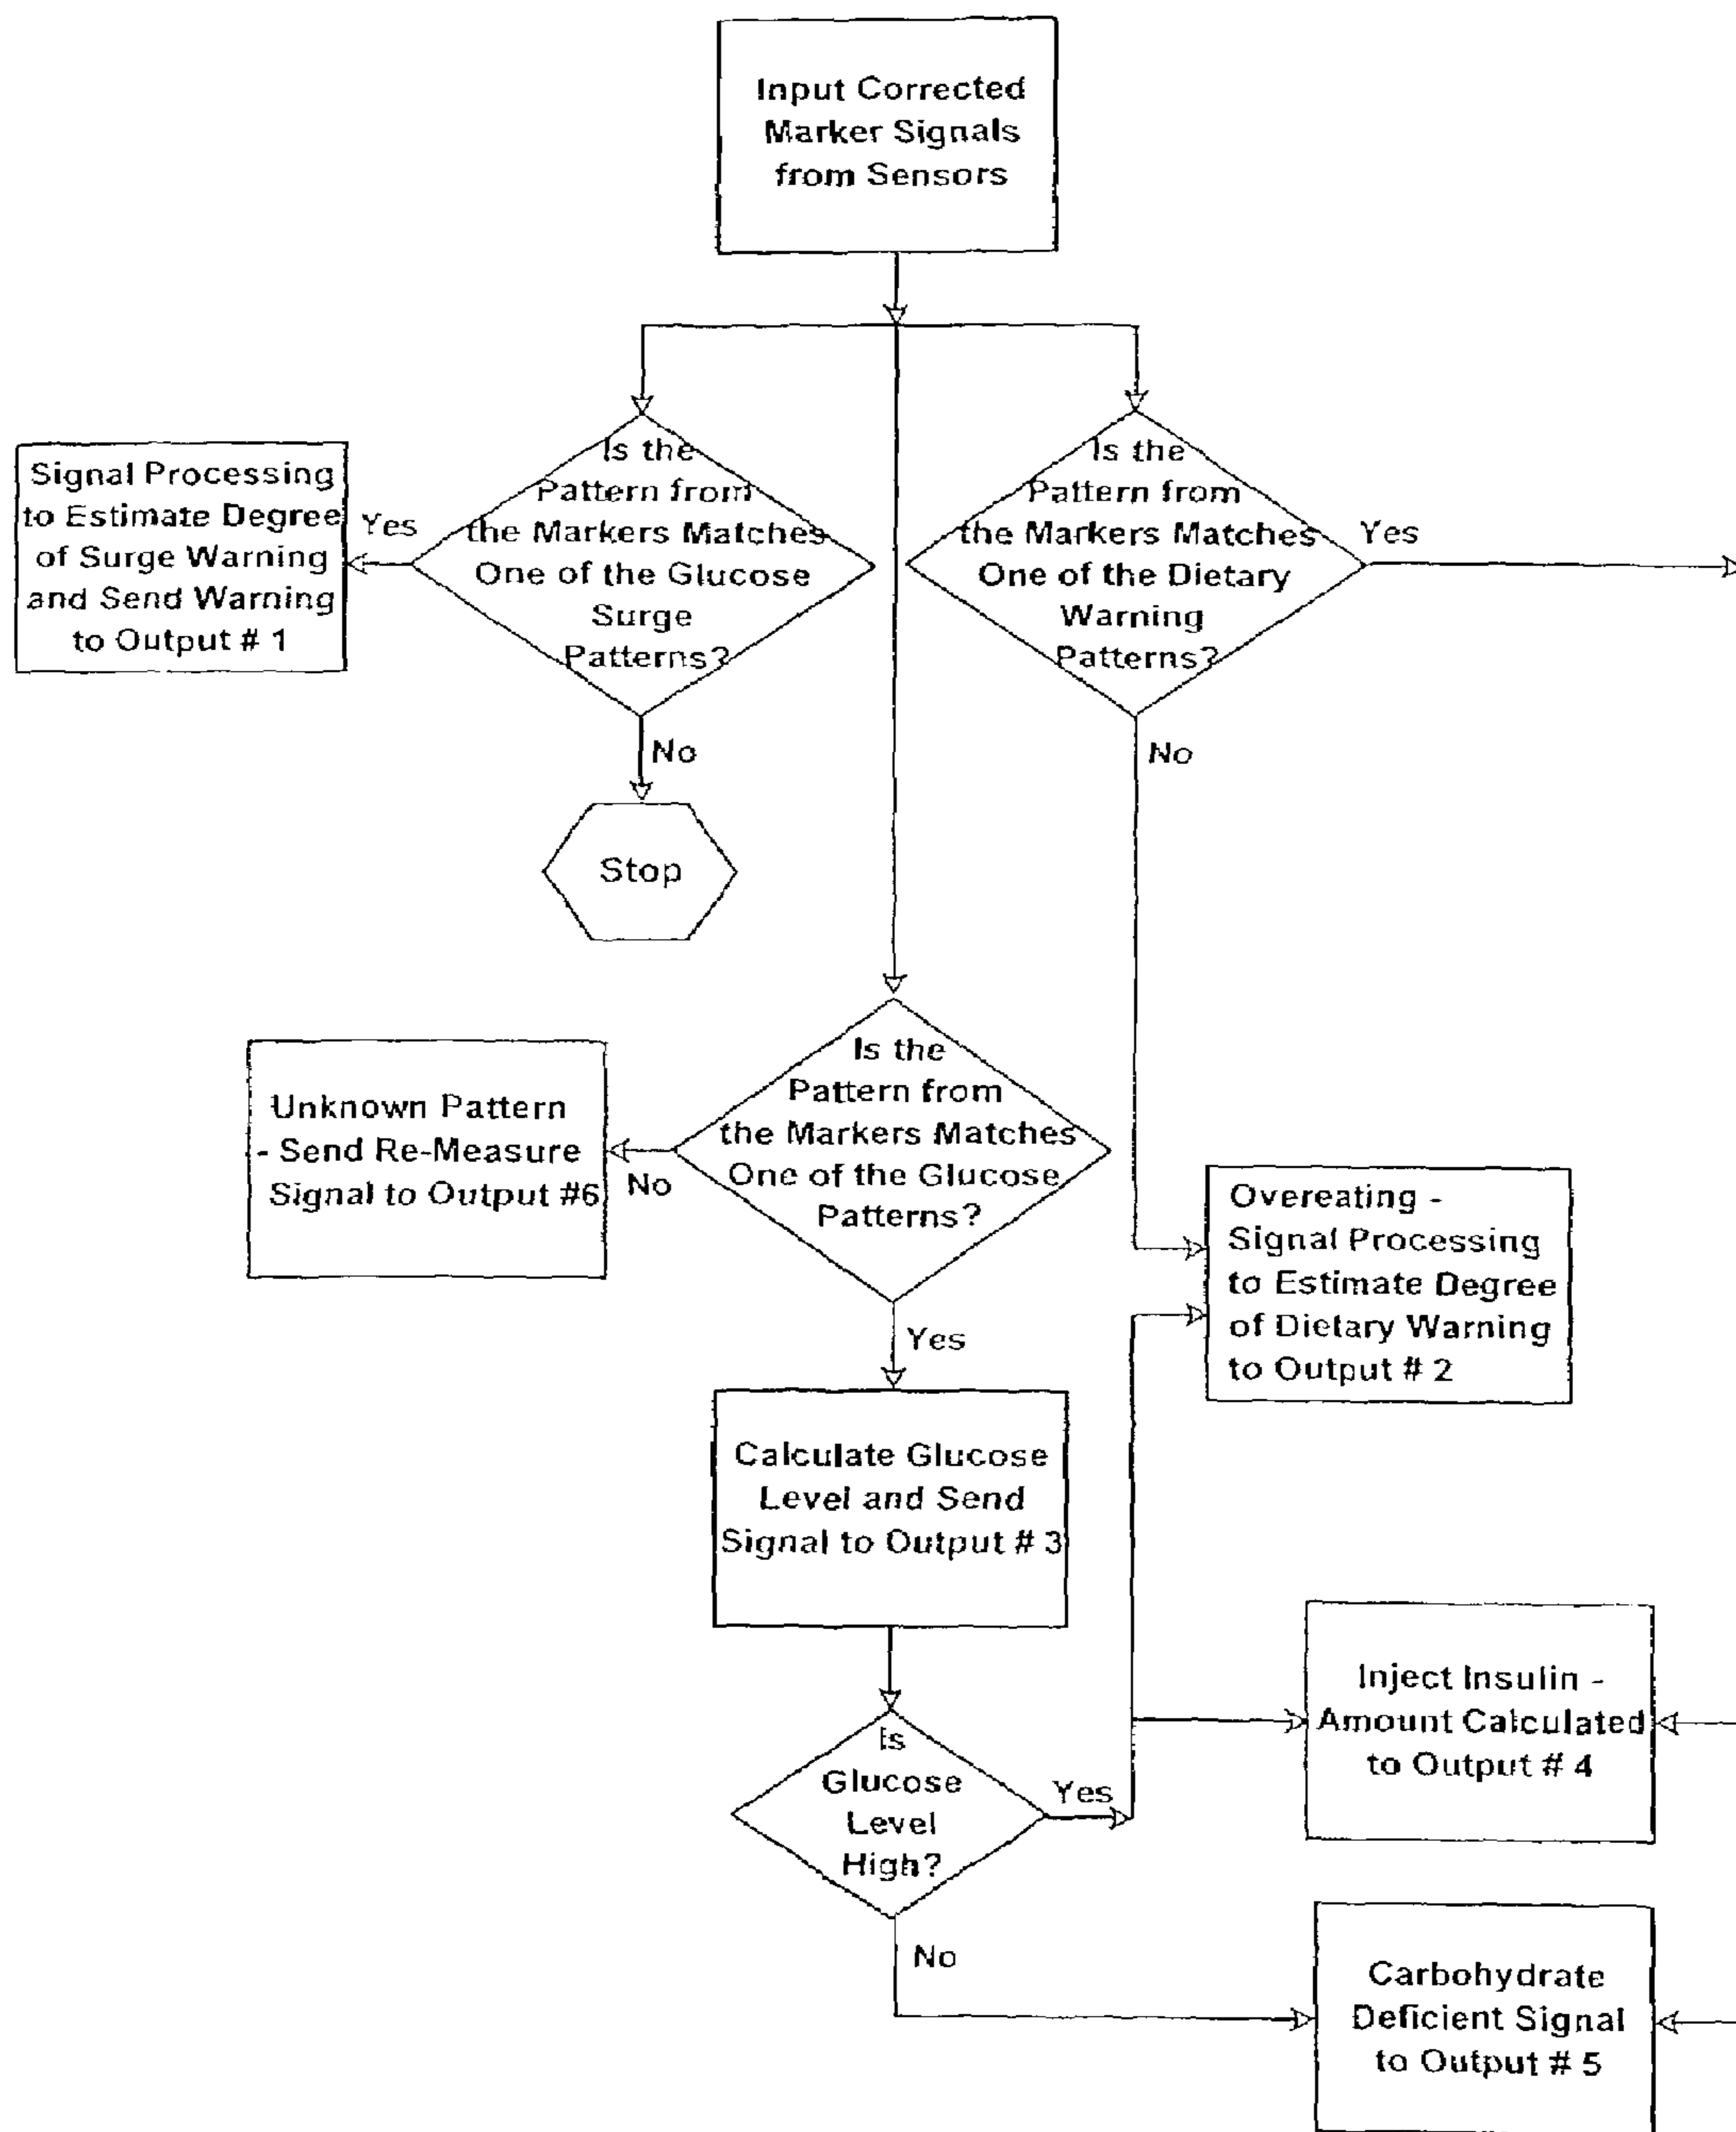 Input Corrected
Marker Signals
from Sensors
Is the
Pattern from
the Markers Matches
One of the Glucose
Surge
Patterns?
Yes
Signal Processing
to Estimate Degree
of Surge Warning
and Send Warning
to Output # 1
No
Stop
Is the
Pattern from
the Markers Matches
One of the Dietary
Warning
Patterns?
Yes
No
Is the
Pattern from
the Markers Matches
One of the Glucose
Patterns?
No
Unknown Pattern
- Send Re-Measure
Signal to Output #6
Yes
Overeating -
Signal Processing
to Estimate Degree
of Dietary Warning
to Output # 2
Calculate Glucose
Level and Send
Signal to Output # 3
Is
Glucose
Level
High?
Yes
Inject Insulin -
Amount Calculated
to Output # 4
No
Carbohydrate
Deficient Signal
to Output # 5